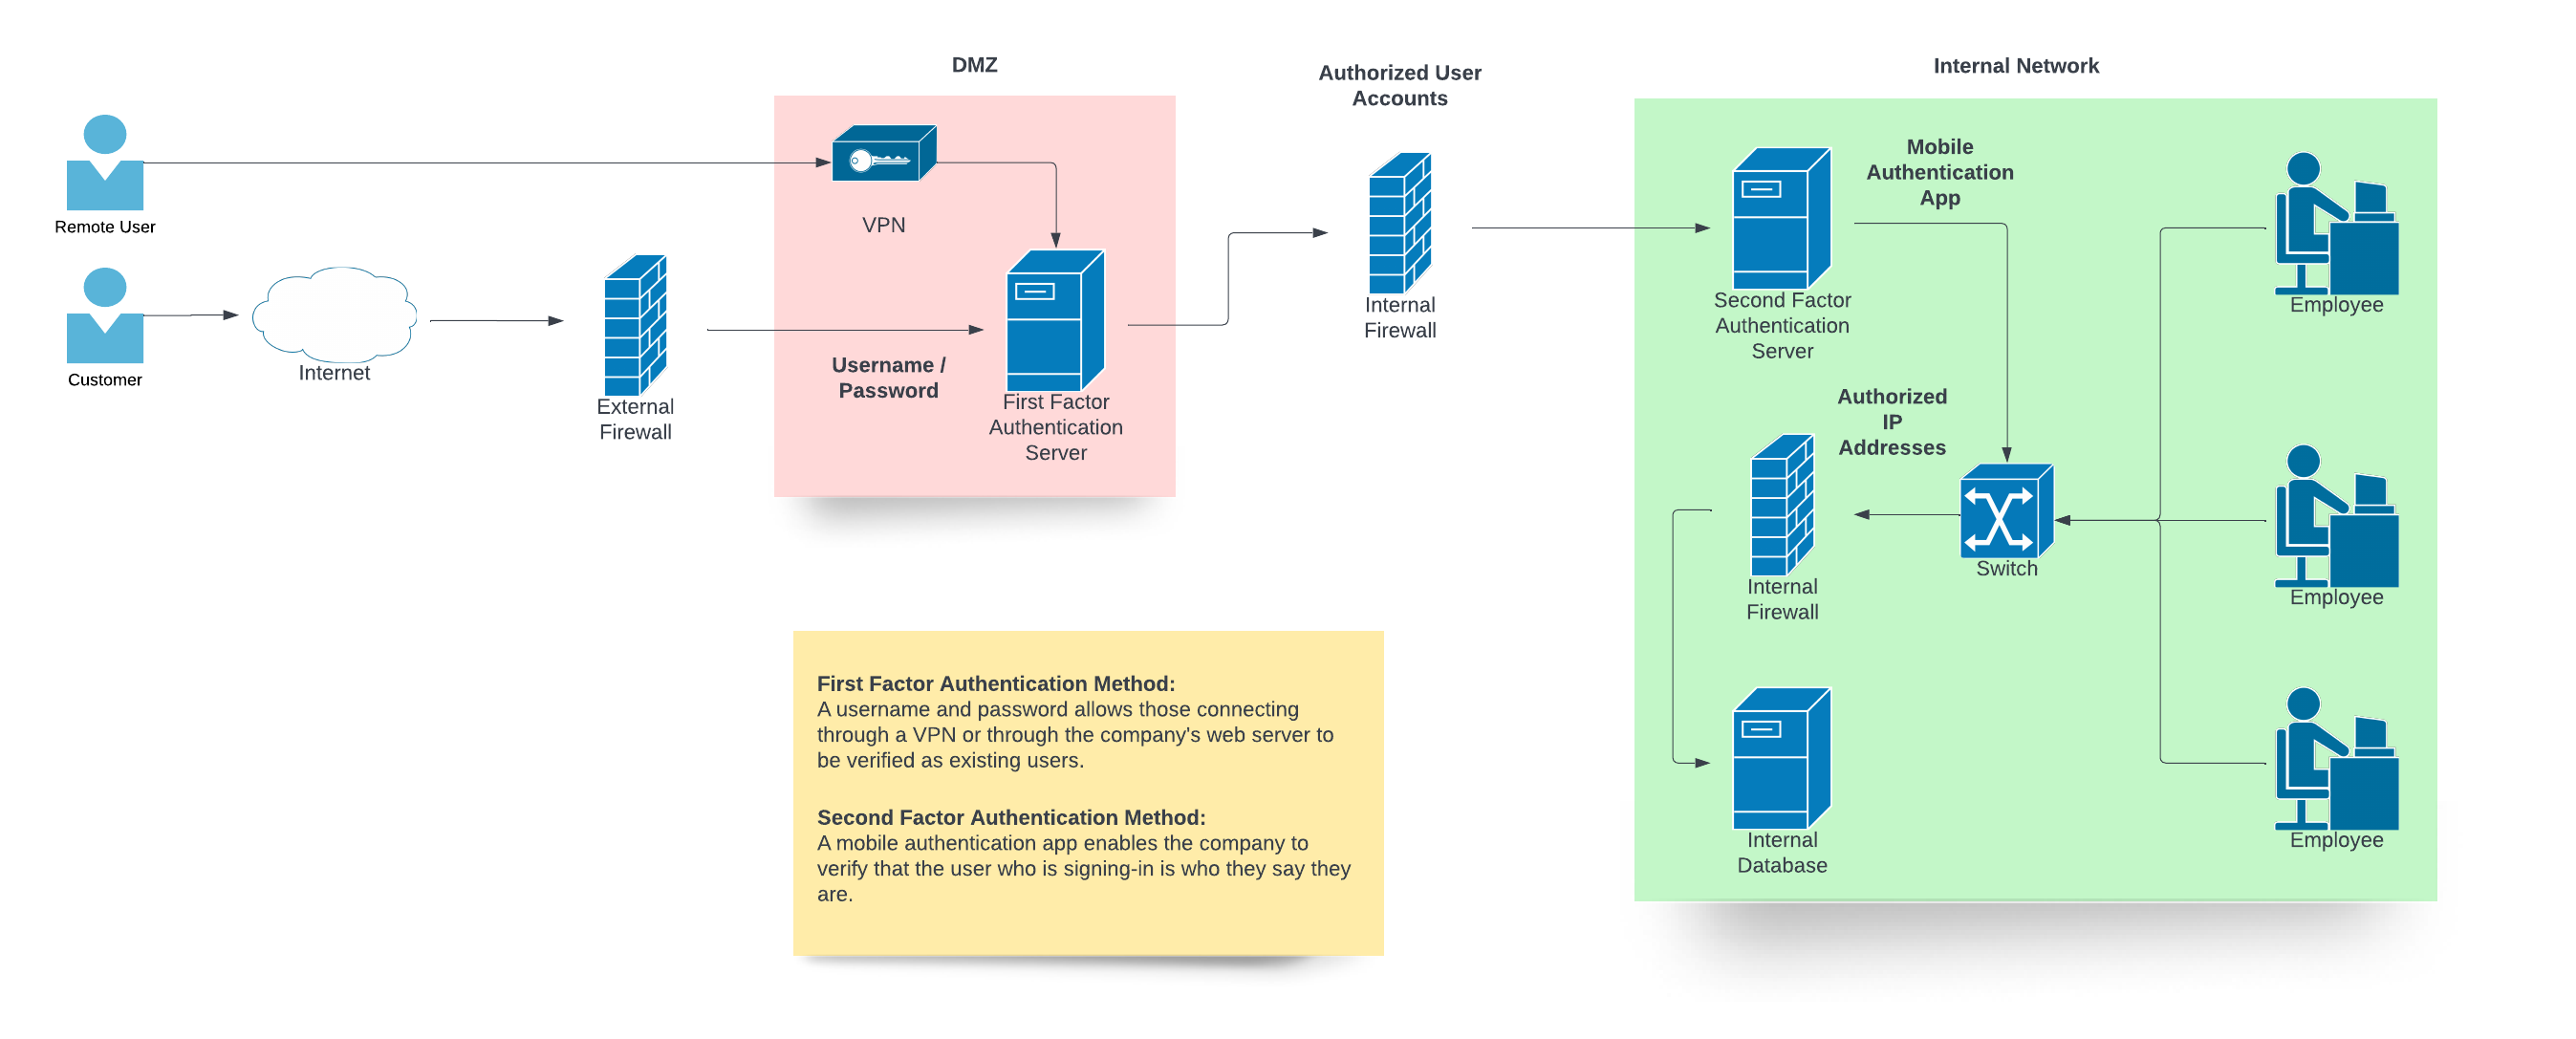 DMZ
Authorized User
Accounts
Internal Network
Remote User
VPN
Customer
Internet
External
Firewall
Username /
Password
First Factor
Authentication
Server
Internal
Firewall
Second Factor
Authentication
Server
Mobile
Authentication
App
Employee
Authorized
IP
Addresses
Internal
Firewall
Switch
Employee
Internal
Database
Employee
First Factor Authentication Method:
A username and password allows those connecting
through a VPN or through the company's web server to
be verified as existing users.
Second Factor Authentication Method:
A mobile authentication app enables the company to
verify that the user who is signing-in is who they say they
are.